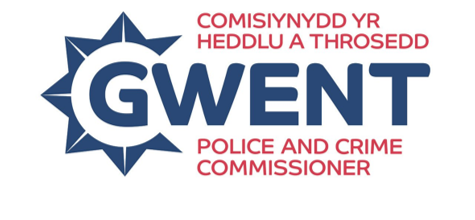 COMISIYNYDD YR
HEDDLU A THROSEDD
GWENT
POLICE AND CRIME
COMMISSIONER